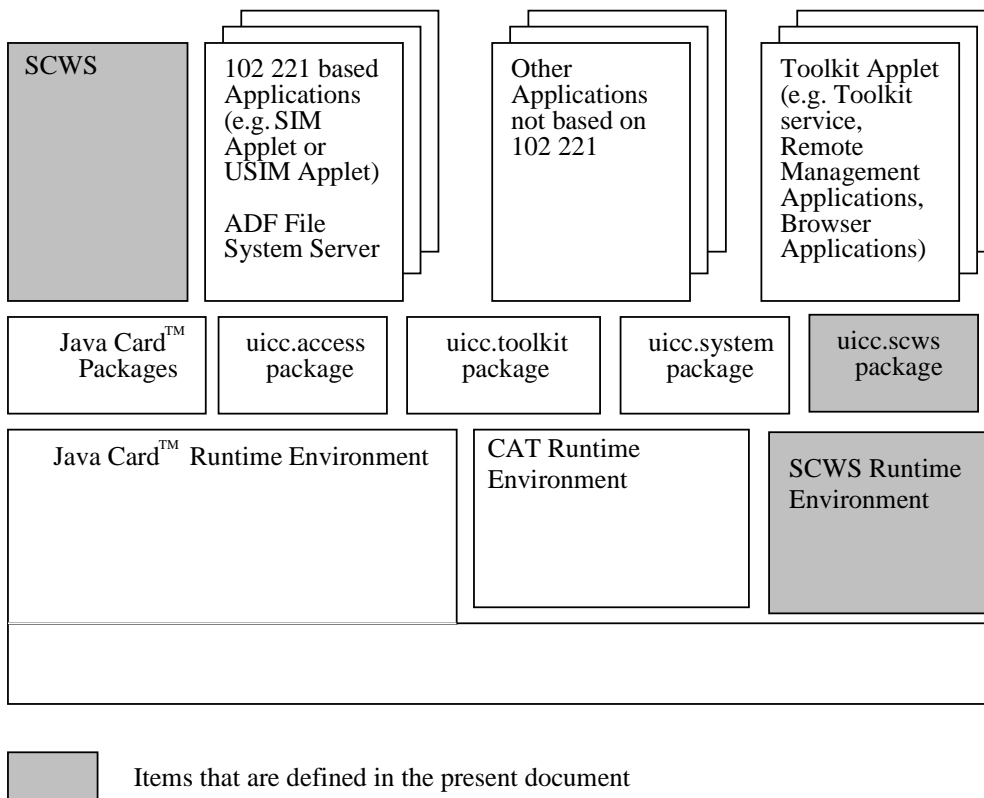 SCWS
102 221 based
Applications
(e.g. SIM
Applet or
USIM Applet)
ADF File
System Server
Other
Applications
not based on
102 221
Toolkit Applet
(e.g. Toolkit
service,
Remote
Management
Applications,
Browser
Applications)
Java Card™
Packages
uicc.access
package
uicc.toolkit
package
uicc.system
package
uicc.scws
package
Java Card™ Runtime Environment
CAT Runtime
Environment
SCWS Runtime
Environment
Items that are defined in the present document